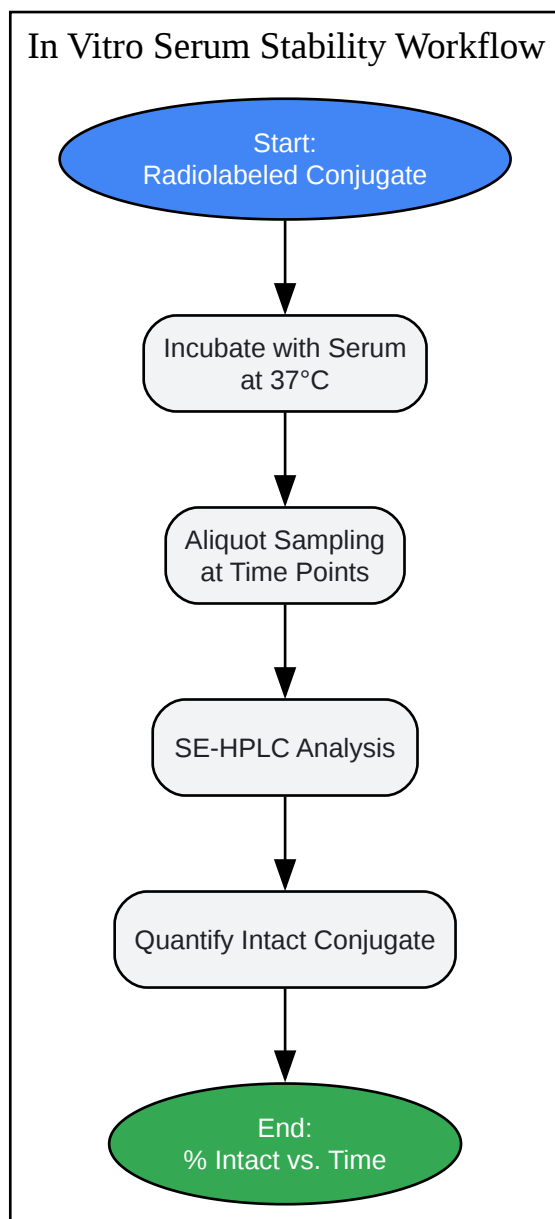 In Vitro Serum Stability Workflow
Start:
Radiolabeled Conjugate
Incubate with Serum
at 37°C
Aliquot Sampling
at Time Points
SE-HPLC Analysis
Quantify Intact Conjugate
End:
% Intact vs. Time